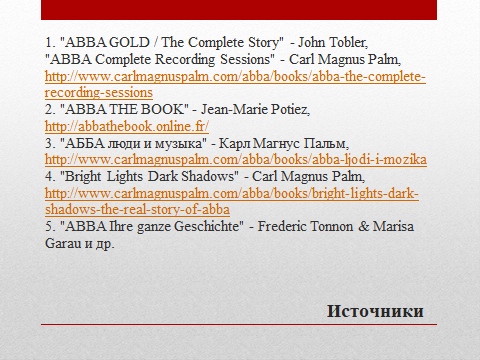 1. "ABBA GOLD / The Complete Story" - John Tobler,
"ABBA Complete Recording Sessions" - Carl Magnus Palm,
http://www.carlmagnuspalm.com/abba/books/abba-the-complete-
recording-sessions
2. "ABBA THE BOOK" - Jean-Marie Potiez,
http://abbathebook.online.fr/
3. "АББА люди и музыка" - Карл Магнус Пальм,
http://www.carlmagnuspalm.com/abba/books/abba-ljodi-i-mozika
4. "Bright Lights Dark Shadows" - Carl Magnus Palm,
http://www.carlmagnuspalm.com/abba/books/bright-lights-dark-
shadows-the-real-story-of-abba
5. "ABBA Ihre ganze Geschichte" - Frederic Tonnon & Marisa
Garau и др.
Источники